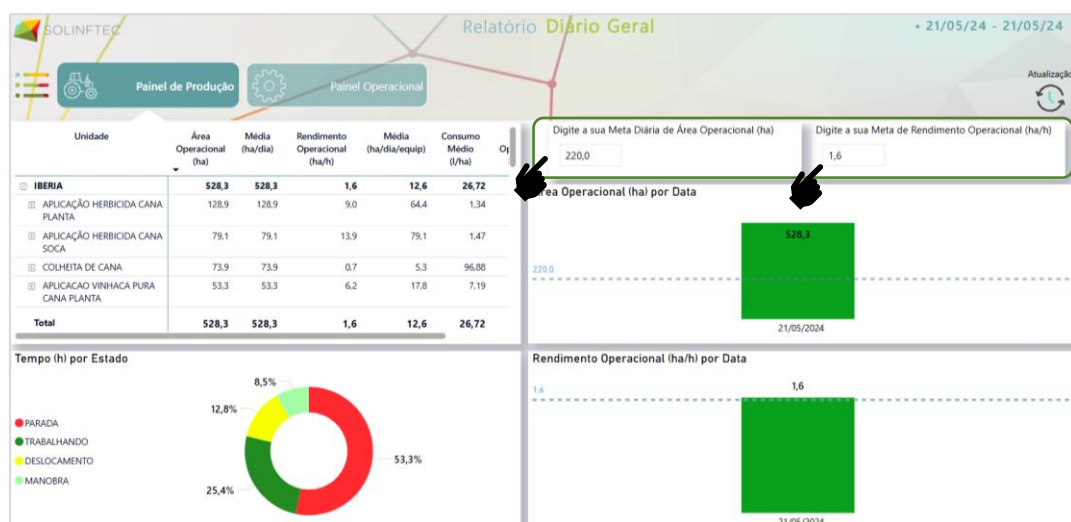 SOLINFTEC
Relatório Diário Geral
• 21/05/24 - 21/05/24
Painel de Produção
Painel Operacional
Atualização
Unidade
Área Operacional (ha)
Média (ha/dia)
Rendimento Operacional (ha/h)
Média (ha/dia/equip)
Consumo Médio (l/ha)
IBERIA 528,3 528,3 1,6 12,6 26,72
APLICAÇÃO HERBICIDA CANA PLANTA 128,9 128,9 9,0 64,4 1,34
APLICAÇÃO HERBICIDA CANA SOCA 79,1 79,1 13,9 79,1 1,47
COLHEITA DE CANA 73,9 73,9 0,7 5,3 96,88
APLICACAO VINHACA PURA CANA PLANTA 53,3 53,3 6,2 17,8 7,19
Total 528,3 528,3 1,6 12,6 26,72
Digite a sua Meta Diária de Área Operacional (ha)
220,0
Digite a sua Meta de Rendimento Operacional (ha/h)
1,6
Área Operacional (ha) por Data
528,3
220,0
21/05/2024
Tempo (h) por Estado
PARADA
TRABALHANDO
DESLOCAMENTO
MANOBRA
8,5%
12,8%
53,3%
25,4%
Rendimento Operacional (ha/h) por Data
1,6
1,6
21/05/2024